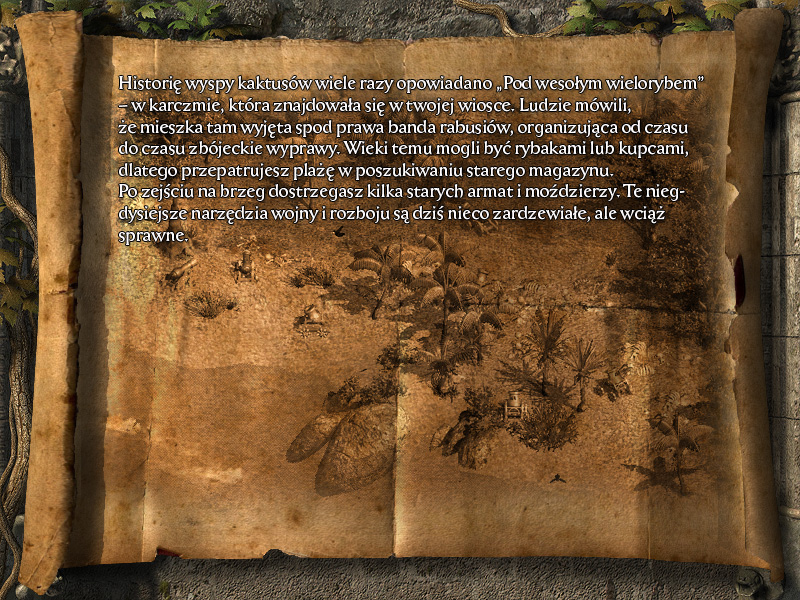 Historię wyspy kaktusów wiele razy opowiadano „Pod wesołym wielorybem”
– w karczmie, która znajdowała się w twojej wiosce. Ludzie mówili,
że mieszka tam wyjęta spod prawa banda rabusiów, organizująca od czasu
do czasu zbójeckie wyprawy. Wieki temu mogli być rybakami lub kupcami,
dlatego przepatrujesz plażę w poszukiwaniu starego magazynu.
Po zejściu na brzeg dostrzegasz kilka starych armat i moździerzy. Te nieg-
dysiejsze narzędzia wojny i rozboju są dziś nieco zardzewiałe, ale wciąż
sprawne.